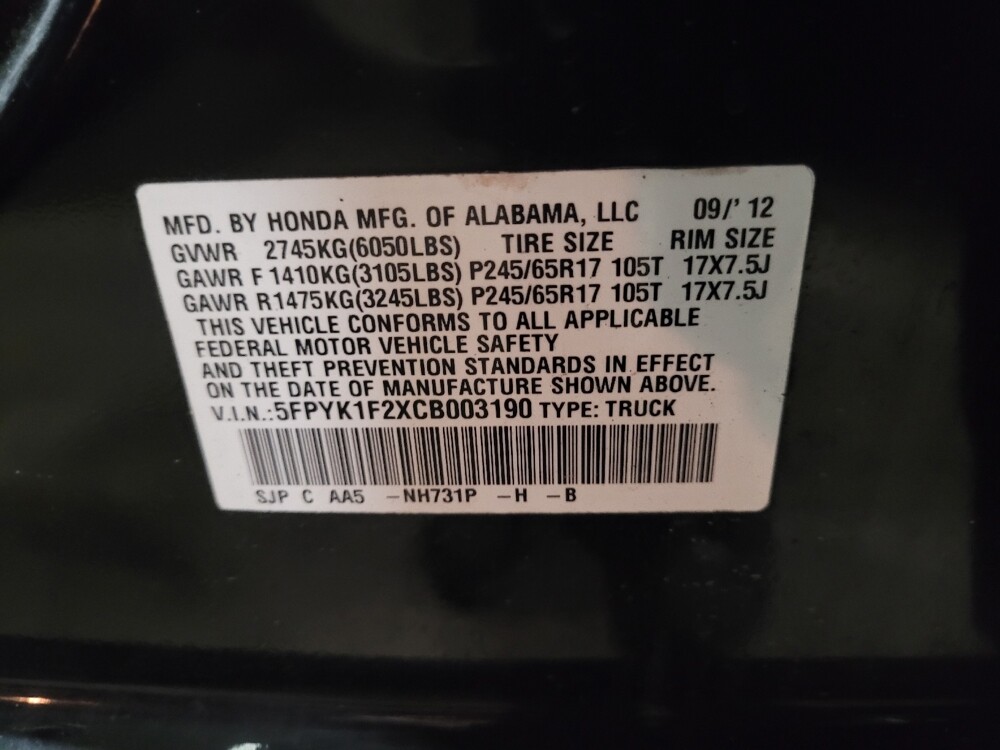 MFD. BY HONDA MFG. OF ALABAMA, LLC 09/' 12
GVWR 2745KG(6050LBS) TIRE SIZE RIM SIZE
GAWR F 1410KG(3105LBS) P245/65R17 105T 17X7.5J
GAWR R1475KG(3245LBS) P245/65R17 105T 17X7.5J
THIS VEHICLE CONFORMS TO ALL APPLICABLE
FEDERAL MOTOR VEHICLE SAFETY
AND THEFT PREVENTION STANDARDS IN EFFECT
ON THE DATE OF MANUFACTURE SHOWN ABOVE.
V.I.N.:5FPYK1F2XCB003190 TYPE: TRUCK
SJP C AA5 -NH731P -H -B